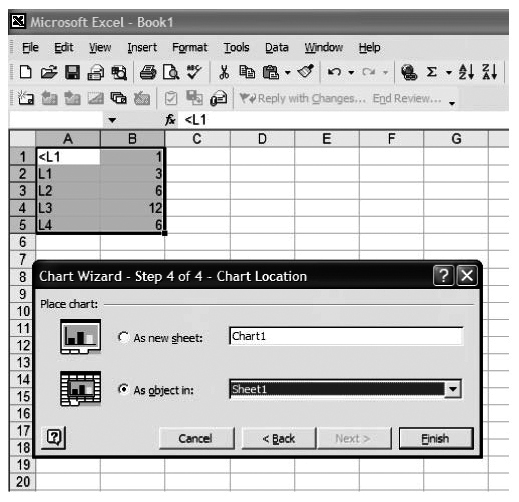 Microsoft Excel - Book1
File Edit View Insert Format Tools Data Window Help
Reply with Changes... End Review...
fx <L1
A B C D E F G
1 <L1 1
2 L1 3
3 L2 6
4 L3 12
5 L4 6
6
7
8
9
10
11
12
13
14
15
16
17
18
19
20
Chart Wizard - Step 4 of 4 - Chart Location
Place chart:
As new sheet: Chart1
As object in: Sheet1
Cancel < Back Next > Finish